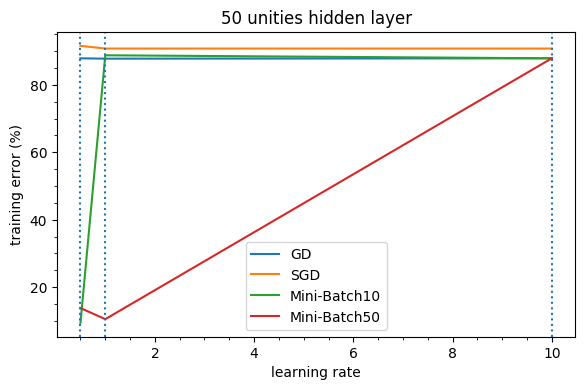 50 unities hidden layer
training error (%)
80
60
40
20
GD
SGD
Mini-Batch10
Mini-Batch50
2
4
6
8
10
learning rate